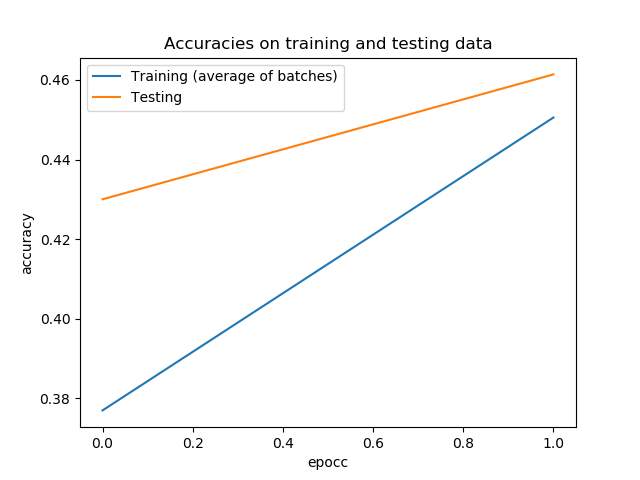 Accuracies on training and testing data
Training (average of batches)
Testing
0.46
0.44
0.42
0.40
0.38
accuracy
0.0 0.2 0.4 0.6 0.8 1.0
epocc